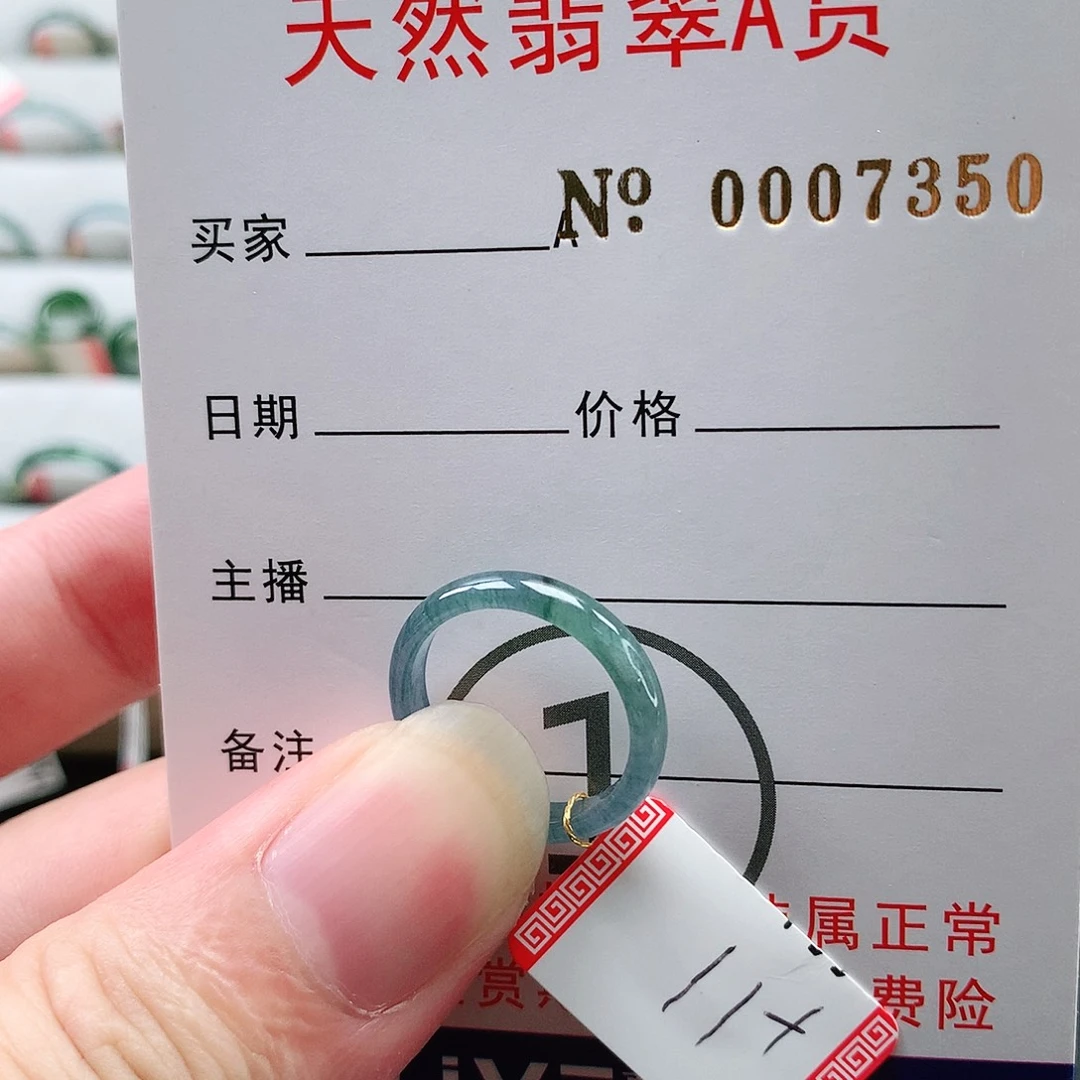 天然翡翠A货
Nº 0007350
买家
日期 价格
主播
备注
1
属正常
赏 费险
11+